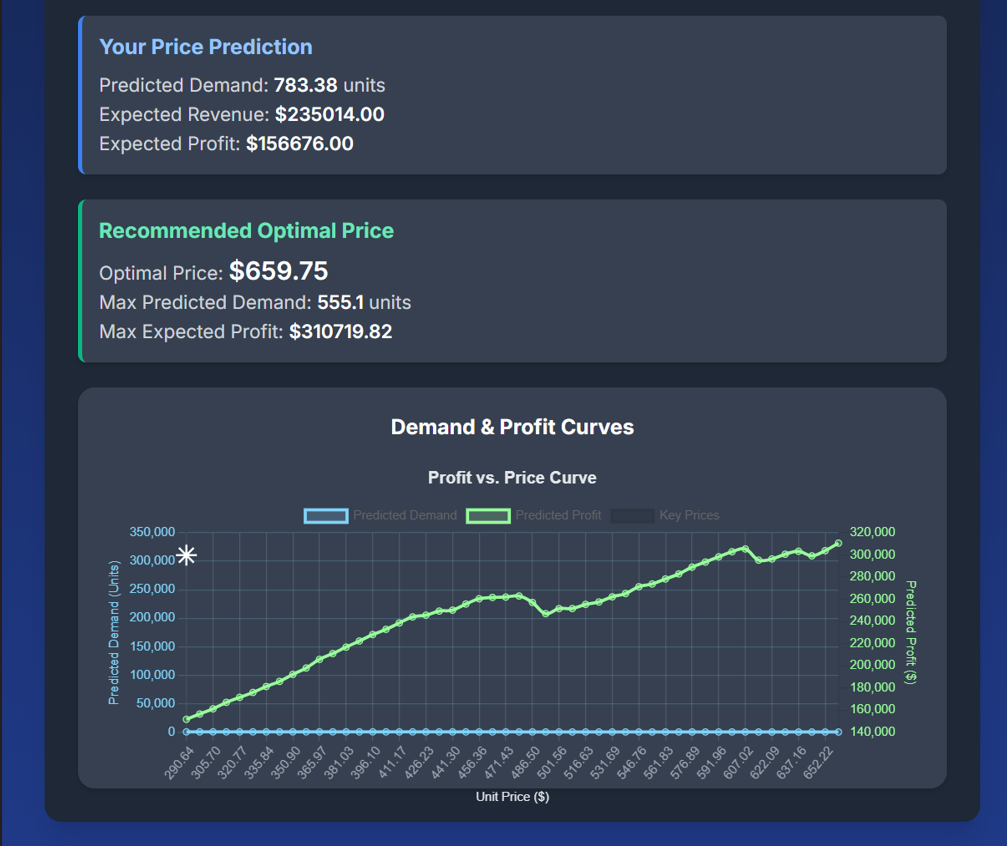 Your Price Prediction
Predicted Demand: 783.38 units
Expected Revenue: $235014.00
Expected Profit: $156676.00
Recommended Optimal Price
Optimal Price: $659.75
Max Predicted Demand: 555.1 units
Max Expected Profit: $310719.82
Demand & Profit Curves
Profit vs. Price Curve
Predicted Demand Predicted Profit Key Prices
Predicted Demand (Units)
350,000
300,000
250,000
200,000
150,000
100,000
50,000
0
320,000
300,000
280,000
260,000
240,000
220,000
200,000
180,000
160,000
140,000
Predicted Profit ($)
290.64 305.70 320.77 335.84 350.90 365.97 381.03 396.10 411.17 426.23 441.30 456.36 471.43 486.50 501.56 516.63 531.69 546.76 561.83 576.89 591.96 607.02 622.09 637.16 652.22
Unit Price ($)